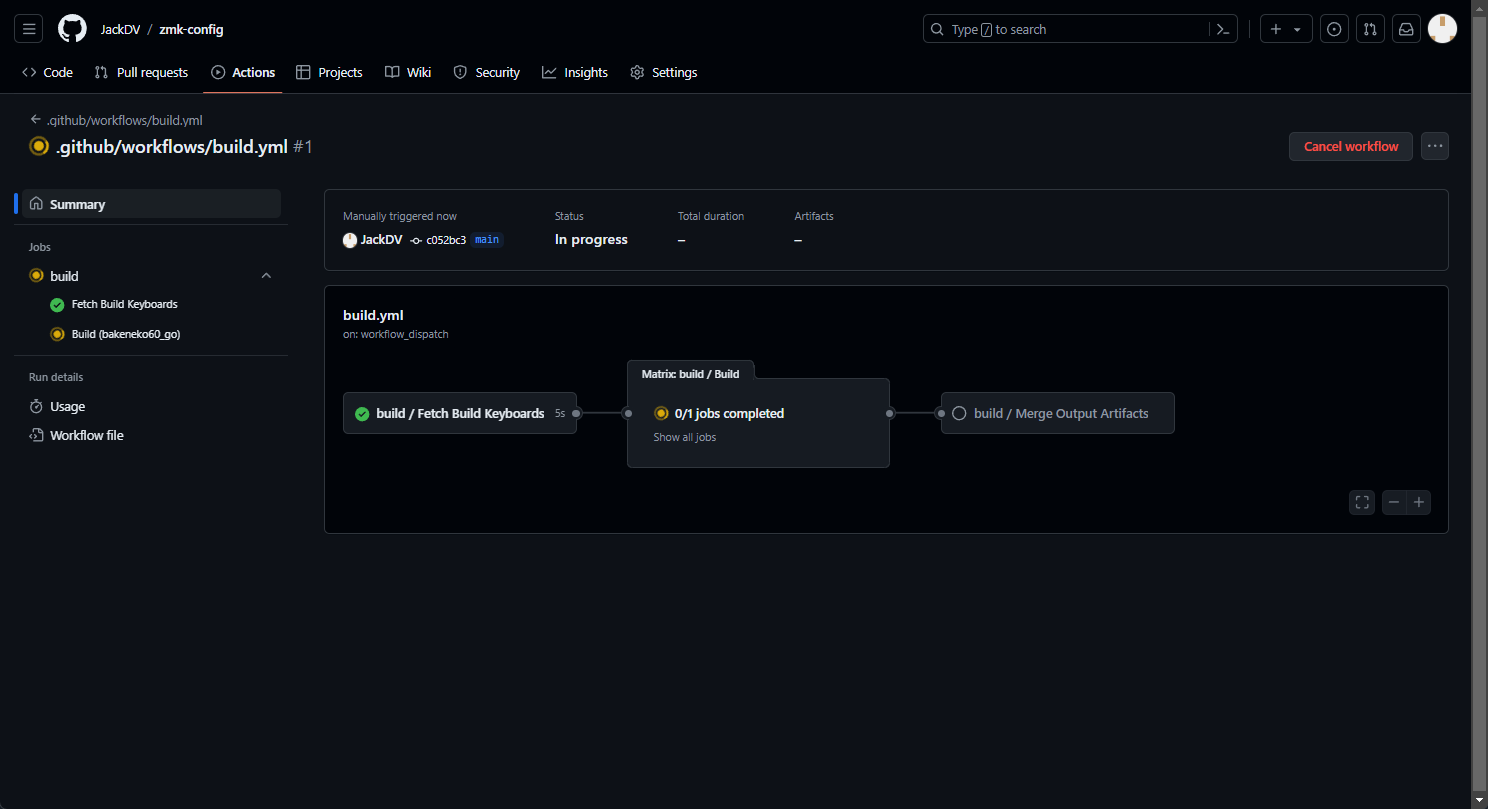 JackDV / zmk-config
Type / to search
Code Pull requests Actions Projects Wiki Security Insights Settings
.github/workflows/build.yml
.github/workflows/build.yml #1
Cancel workflow
Summary
Jobs
build
Fetch Build Keyboards
Build (bakeneko60_go)
Run details
Usage
Workflow file
Manually triggered now Status Total duration Artifacts
JackDV c052bc3 main In progress – –
build.yml
on: workflow_dispatch
Matrix: build / Build
build / Fetch Build Keyboards 5s 0/1 jobs completed build / Merge Output Artifacts
Show all jobs